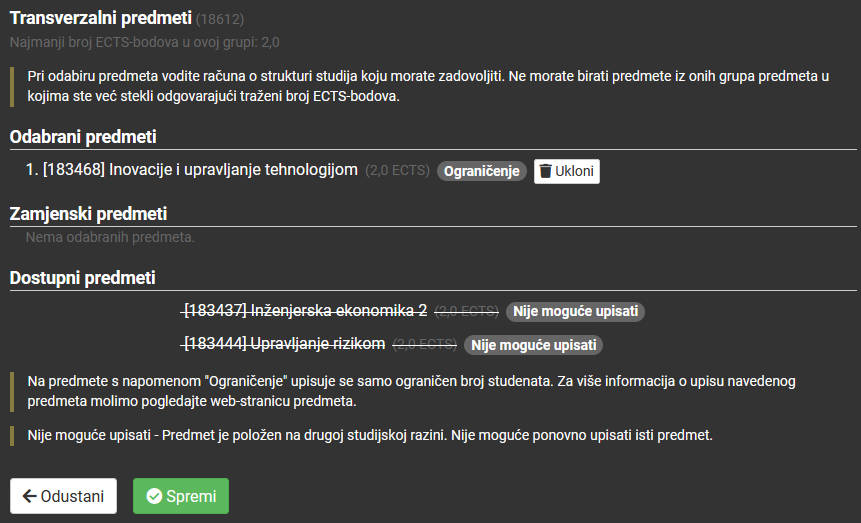 Transverzalni predmeti (18612)
Najmanji broj ECTS-bodova u ovoj grupi: 2,0
Pri odabiru predmeta vodite računa o strukturi studija koju morate zadovoljiti. Ne morate birati predmete iz onih grupa predmeta u
kojima ste već stekli odgovarajući traženi broj ECTS-bodova.
Odabrani predmeti
1. [183468] Inovacije i upravljanje tehnologijom (2,0 ECTS) Ograničenje Ukloni
Zamjenski predmeti
Nema odabranih predmeta.
Dostupni predmeti
[183437] Inženjerska ekonomika 2 (2,0 ECTS) Nije moguće upisati
[183444] Upravljanje rizikom (2,0 ECTS) Nije moguće upisati
Na predmete s napomenom "Ograničenje" upisuje se samo ograničen broj studenata. Za više informacija o upisu navedenog
predmeta molimo pogledajte web-stranicu predmeta.
Nije moguće upisati - Predmet je položen na drugoj studijskoj razini. Nije moguće ponovno upisati isti predmet.
Odustani Spremi